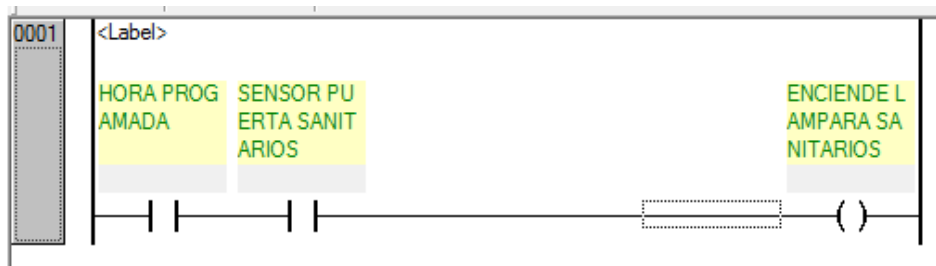 0001
<Label>
HORA PROG
AMADA
SENSOR PU
ERTA SANIT
ARIOS
ENCIENDE L
AMPARA SA
NITARIOS